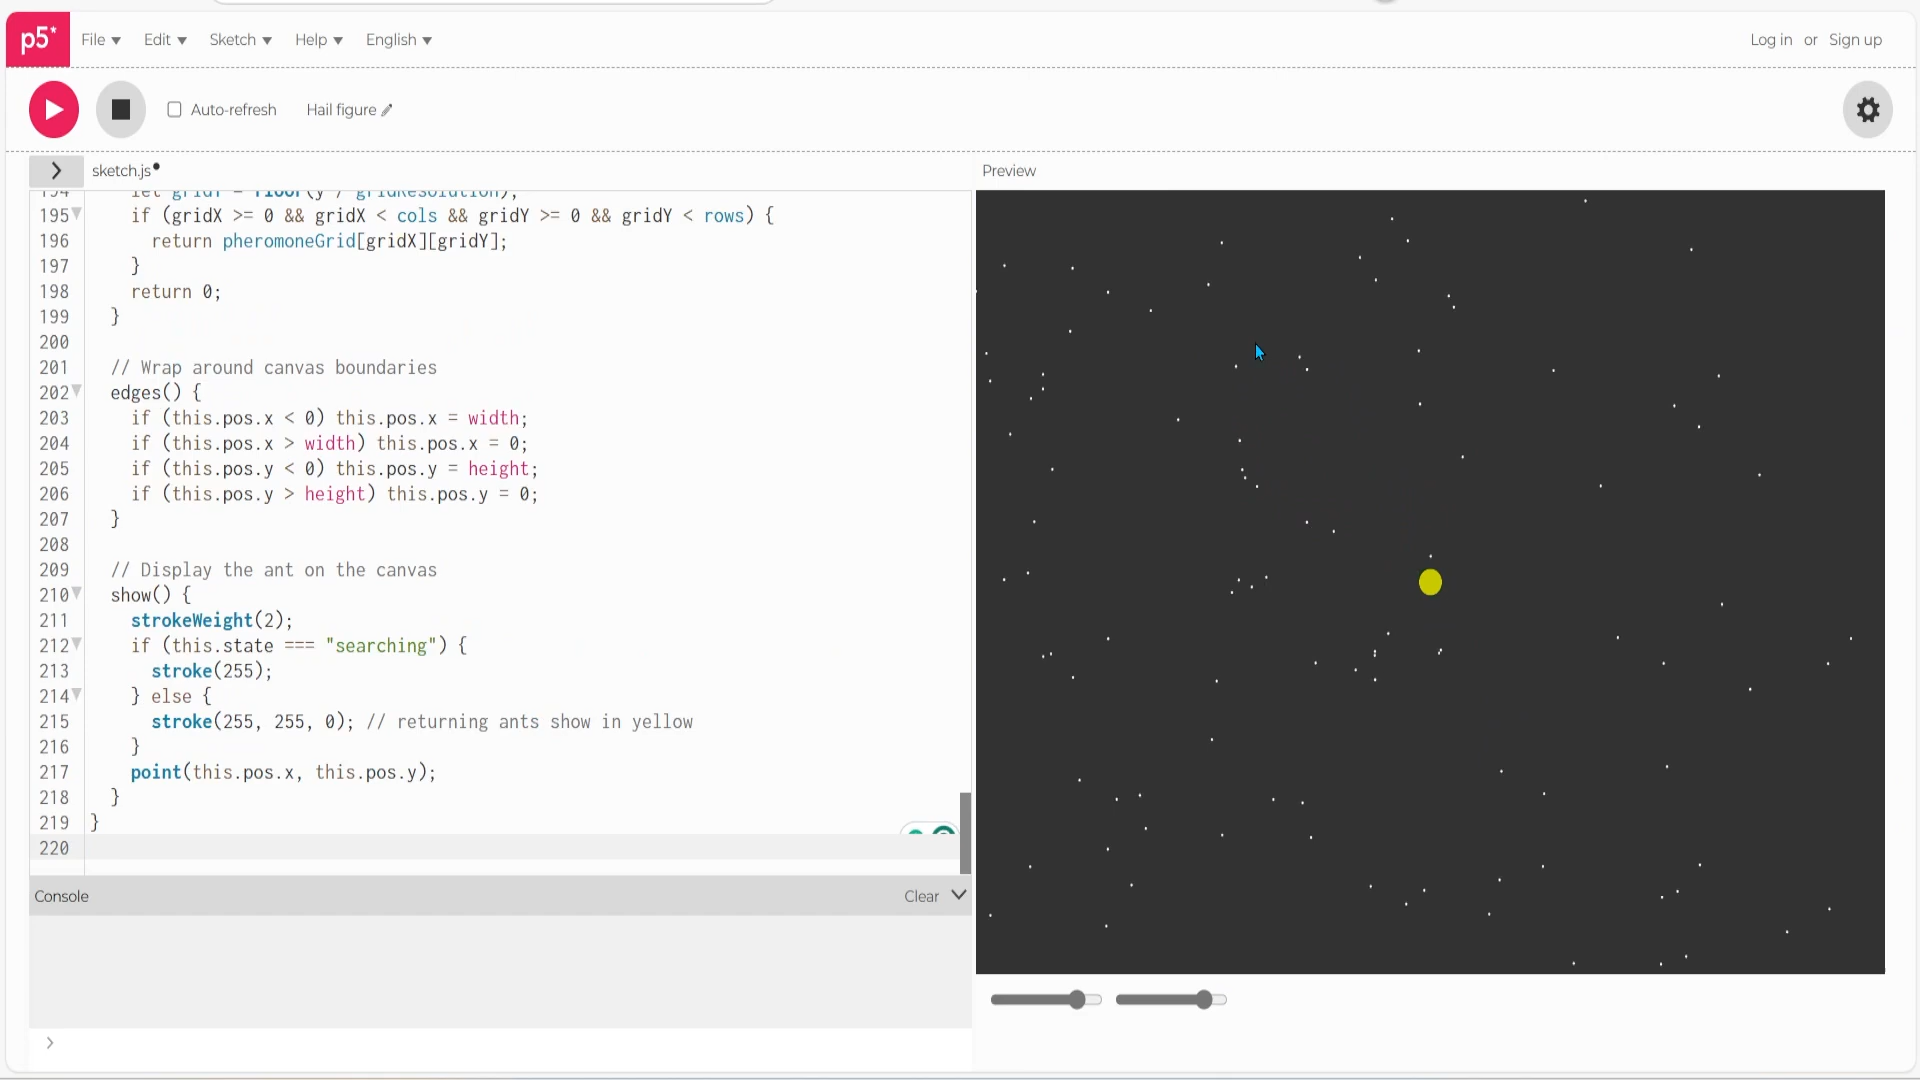 p5*
File Edit Sketch Help English Log in or Sign up
Auto-refresh Hail figure
sketch.js Preview
194 let gridY = floor(y / gridResolution);
195 if (gridX >= 0 && gridX < cols && gridY >= 0 && gridY < rows) {
196 return pheromoneGrid[gridX][gridY];
197 }
198 return 0;
199 }
200
201 // Wrap around canvas boundaries
202 edges() {
203 if (this.pos.x < 0) this.pos.x = width;
204 if (this.pos.x > width) this.pos.x = 0;
205 if (this.pos.y < 0) this.pos.y = height;
206 if (this.pos.y > height) this.pos.y = 0;
207 }
208
209 // Display the ant on the canvas
210 show() {
211 strokeWeight(2);
212 if (this.state === "searching") {
213 stroke(255);
214 } else {
215 stroke(255, 255, 0); // returning ants show in yellow
216 }
217 point(this.pos.x, this.pos.y);
218 }
219 }
220
Console Clear